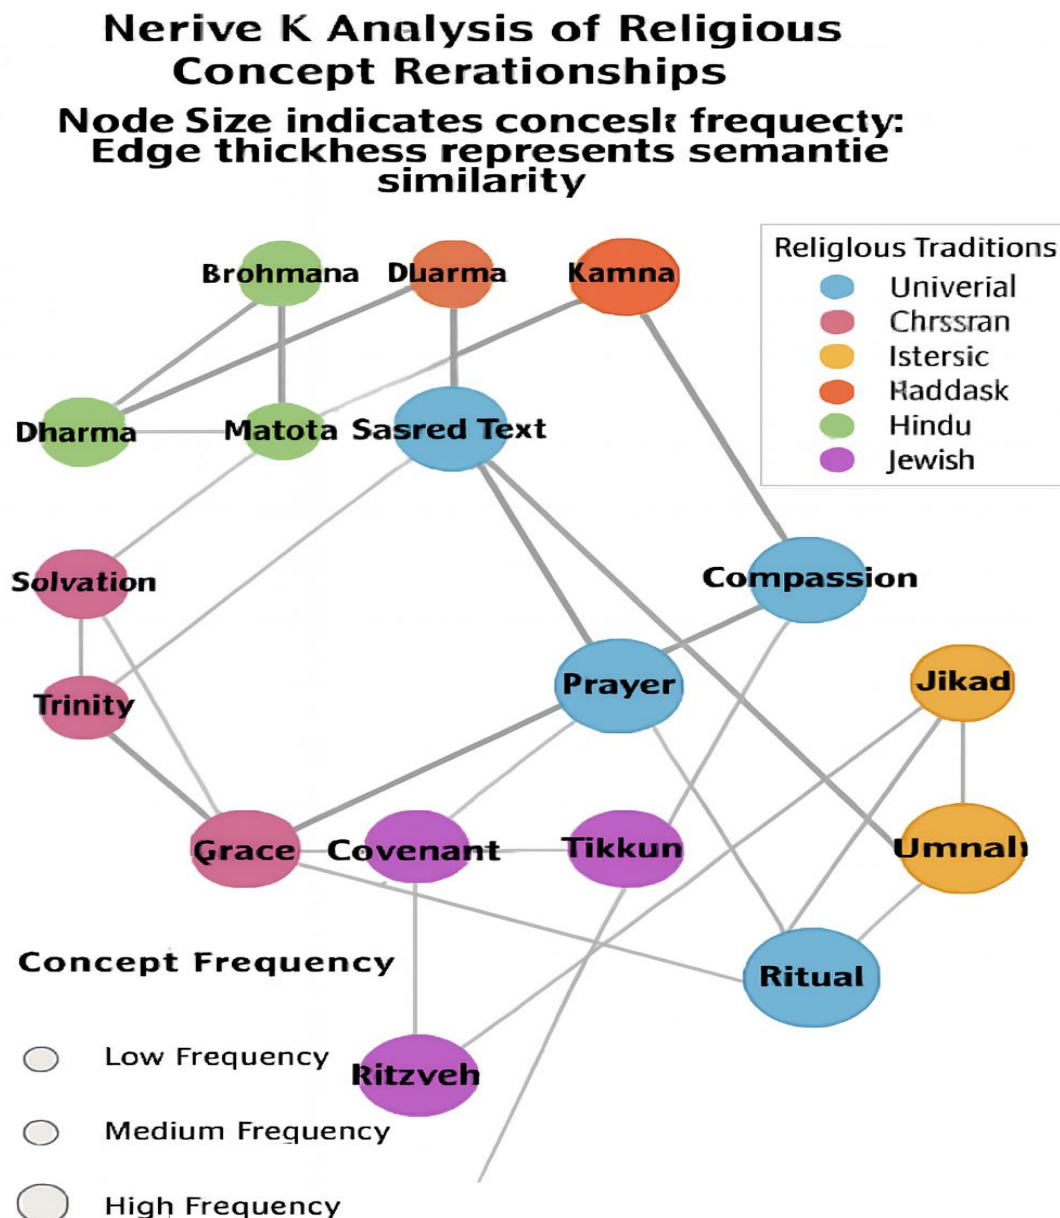 Nerive K Analysis of Religious
Concept Rerationships
Node Size indicates conceslt frequecty:
Edge thickhess represents semantie
similarity
Religlous Traditions
Univerial
Chrssran
Istersic
Raddask
Hindu
Jewish
Brohmana
Dlarma
Kamna
Dharma
Matota
Sasred Text
Solvation
Compassion
Trinity
Prayer
Jikad
Grace
Covenant
Tikkun
Umnah
Ritual
Ritzveh
Concept Frequency
Low Frequency
Medium Frequency
High Frequency